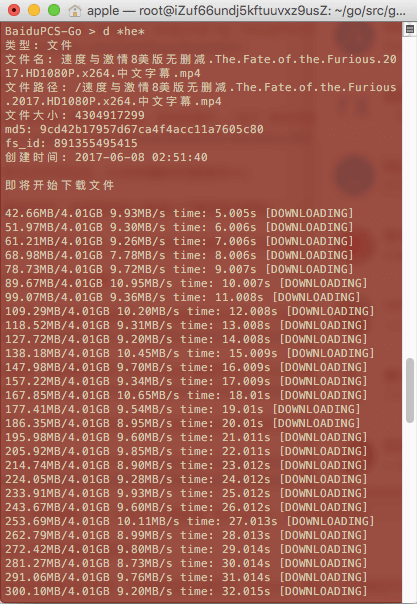 apple — root@iZuf66undj5kftuuvxz9usZ: ~/go/src/g...
BaiduPCS-Go > d *he*
类型: 文件
文件名: 速度与激情8美版无删减.The.Fate.of.the.Furious.20
17.HD1080P.x264.中文字幕.mp4
文件路径: /速度与激情8美版无删减.The.Fate.of.the.Furious
.2017.HD1080P.x264.中文字幕.mp4
文件大小: 4304917299
md5: 9cd42b17957d67ca4f4acc11a7605c80
fs_id: 891355495415
创建时间: 2017-06-08 02:51:40
即将开始下载文件
42.66MB/4.01GB 9.93MB/s time: 5.005s [DOWNLOADING]
51.97MB/4.01GB 9.30MB/s time: 6.006s [DOWNLOADING]
61.21MB/4.01GB 9.26MB/s time: 7.006s [DOWNLOADING]
68.98MB/4.01GB 7.78MB/s time: 8.006s [DOWNLOADING]
78.73MB/4.01GB 9.72MB/s time: 9.007s [DOWNLOADING]
89.67MB/4.01GB 10.95MB/s time: 10.007s [DOWNLOADING]
99.07MB/4.01GB 9.36MB/s time: 11.008s [DOWNLOADING]
109.29MB/4.01GB 10.20MB/s time: 12.008s [DOWNLOADING]
118.52MB/4.01GB 9.31MB/s time: 13.008s [DOWNLOADING]
127.72MB/4.01GB 9.20MB/s time: 14.008s [DOWNLOADING]
138.18MB/4.01GB 10.45MB/s time: 15.009s [DOWNLOADING]
147.98MB/4.01GB 9.70MB/s time: 16.009s [DOWNLOADING]
157.22MB/4.01GB 9.34MB/s time: 17.009s [DOWNLOADING]
167.85MB/4.01GB 10.65MB/s time: 18.01s [DOWNLOADING]
177.41MB/4.01GB 9.54MB/s time: 19.01s [DOWNLOADING]
186.35MB/4.01GB 8.95MB/s time: 20.01s [DOWNLOADING]
195.98MB/4.01GB 9.60MB/s time: 21.011s [DOWNLOADING]
205.92MB/4.01GB 9.85MB/s time: 22.011s [DOWNLOADING]
214.74MB/4.01GB 8.90MB/s time: 23.012s [DOWNLOADING]
224.05MB/4.01GB 9.28MB/s time: 24.012s [DOWNLOADING]
233.91MB/4.01GB 9.93MB/s time: 25.012s [DOWNLOADING]
243.67MB/4.01GB 9.60MB/s time: 26.012s [DOWNLOADING]
253.69MB/4.01GB 10.11MB/s time: 27.013s [DOWNLOADING]
262.79MB/4.01GB 8.99MB/s time: 28.013s [DOWNLOADING]
272.42MB/4.01GB 9.80MB/s time: 29.014s [DOWNLOADING]
281.27MB/4.01GB 8.73MB/s time: 30.014s [DOWNLOADING]
291.06MB/4.01GB 9.76MB/s time: 31.014s [DOWNLOADING]
300.10MB/4.01GB 9.20MB/s time: 32.015s [DOWNLOADING]